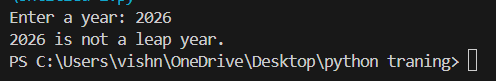 Enter a year: 2026
2026 is not a leap year.
PS C:\Users\vishn\OneDrive\Desktop\python traning>